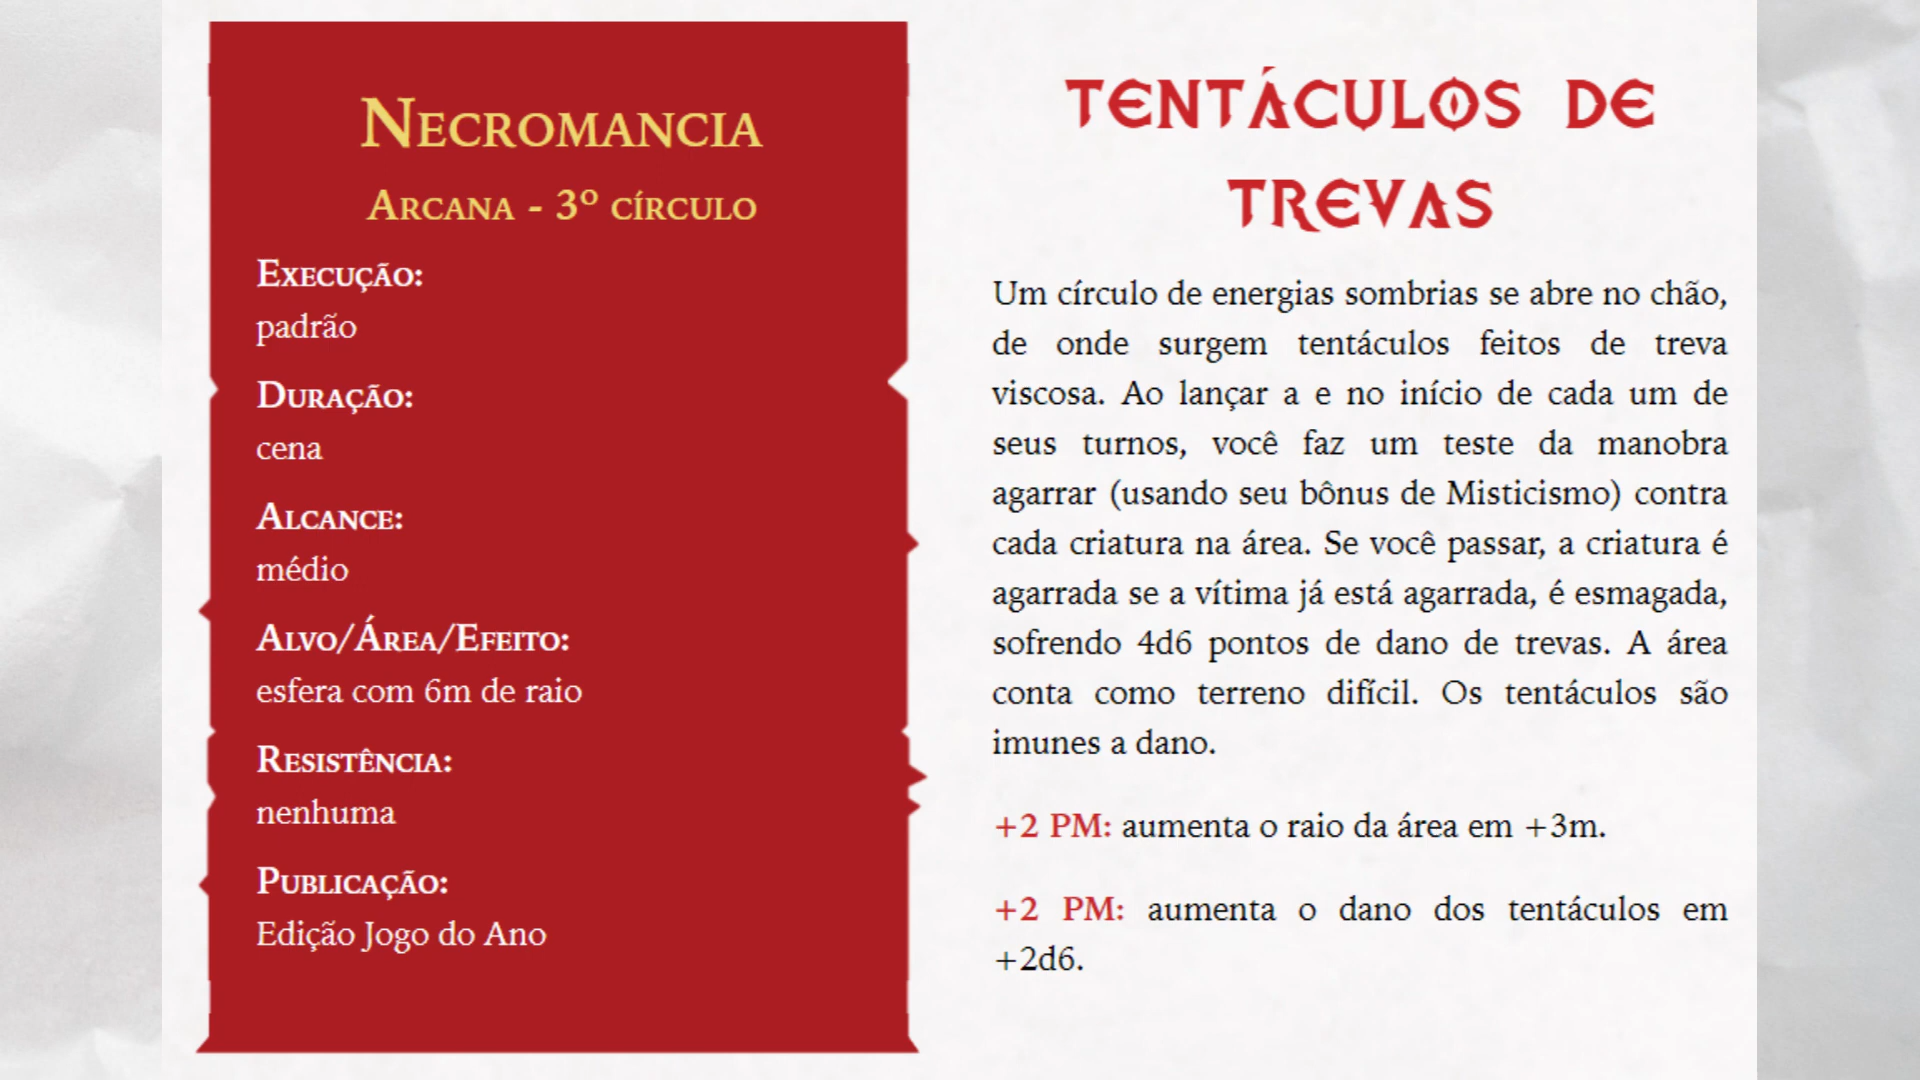 Necromancia
Arcana - 3º círculo
Execução:
padrão
Duração:
cena
Alcance:
médio
Alvo/Área/Efeito:
esfera com 6m de raio
Resistência:
nenhuma
Publicação:
Edição Jogo do Ano
TENTÁCULOS DE
TREVAS
Um círculo de energias sombrias se abre no chão,
de onde surgem tentáculos feitos de treva
viscosa. Ao lançar a e no início de cada um de
seus turnos, você faz um teste da manobra
agarrar (usando seu bônus de Misticismo) contra
cada criatura na área. Se você passar, a criatura é
agarrada se a vítima já está agarrada, é esmagada,
sofrendo 4d6 pontos de dano de trevas. A área
conta como terreno difícil. Os tentáculos são
imunes a dano.
+2 PM: aumenta o raio da área em +3m.
+2 PM: aumenta o dano dos tentáculos em
+2d6.